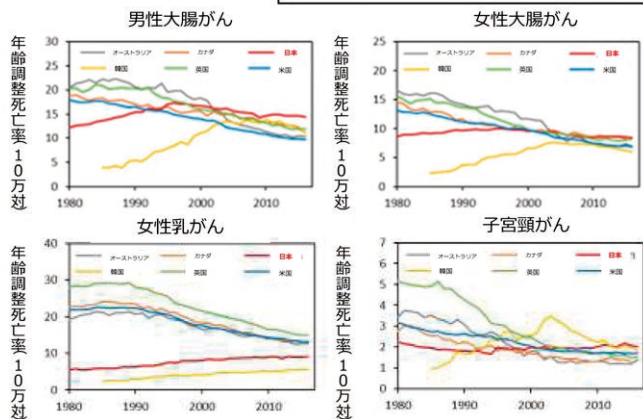 男性大腸がん
年齢調整死亡率 10万対
30
25
20
15
10
5
0
オーストラリア カナダ 日本
韓国 英国 米国
1980 1990 2000 2010
女性大腸がん
年齢調整死亡率 10万対
25
20
15
10
5
0
オーストラリア カナダ 日本
韓国 英国 米国
1980 1990 2000 2010
女性乳がん
年齢調整死亡率 10万対
40
30
20
10
0
オーストラリア カナダ 日本
韓国 英国 米国
1980 1990 2000 2010
子宮頸がん
年齢調整死亡率 10万対
7
6
5
4
3
2
1
0
オーストラリア カナダ 日本
韓国 英国 米国
1980 1990 2000 2010